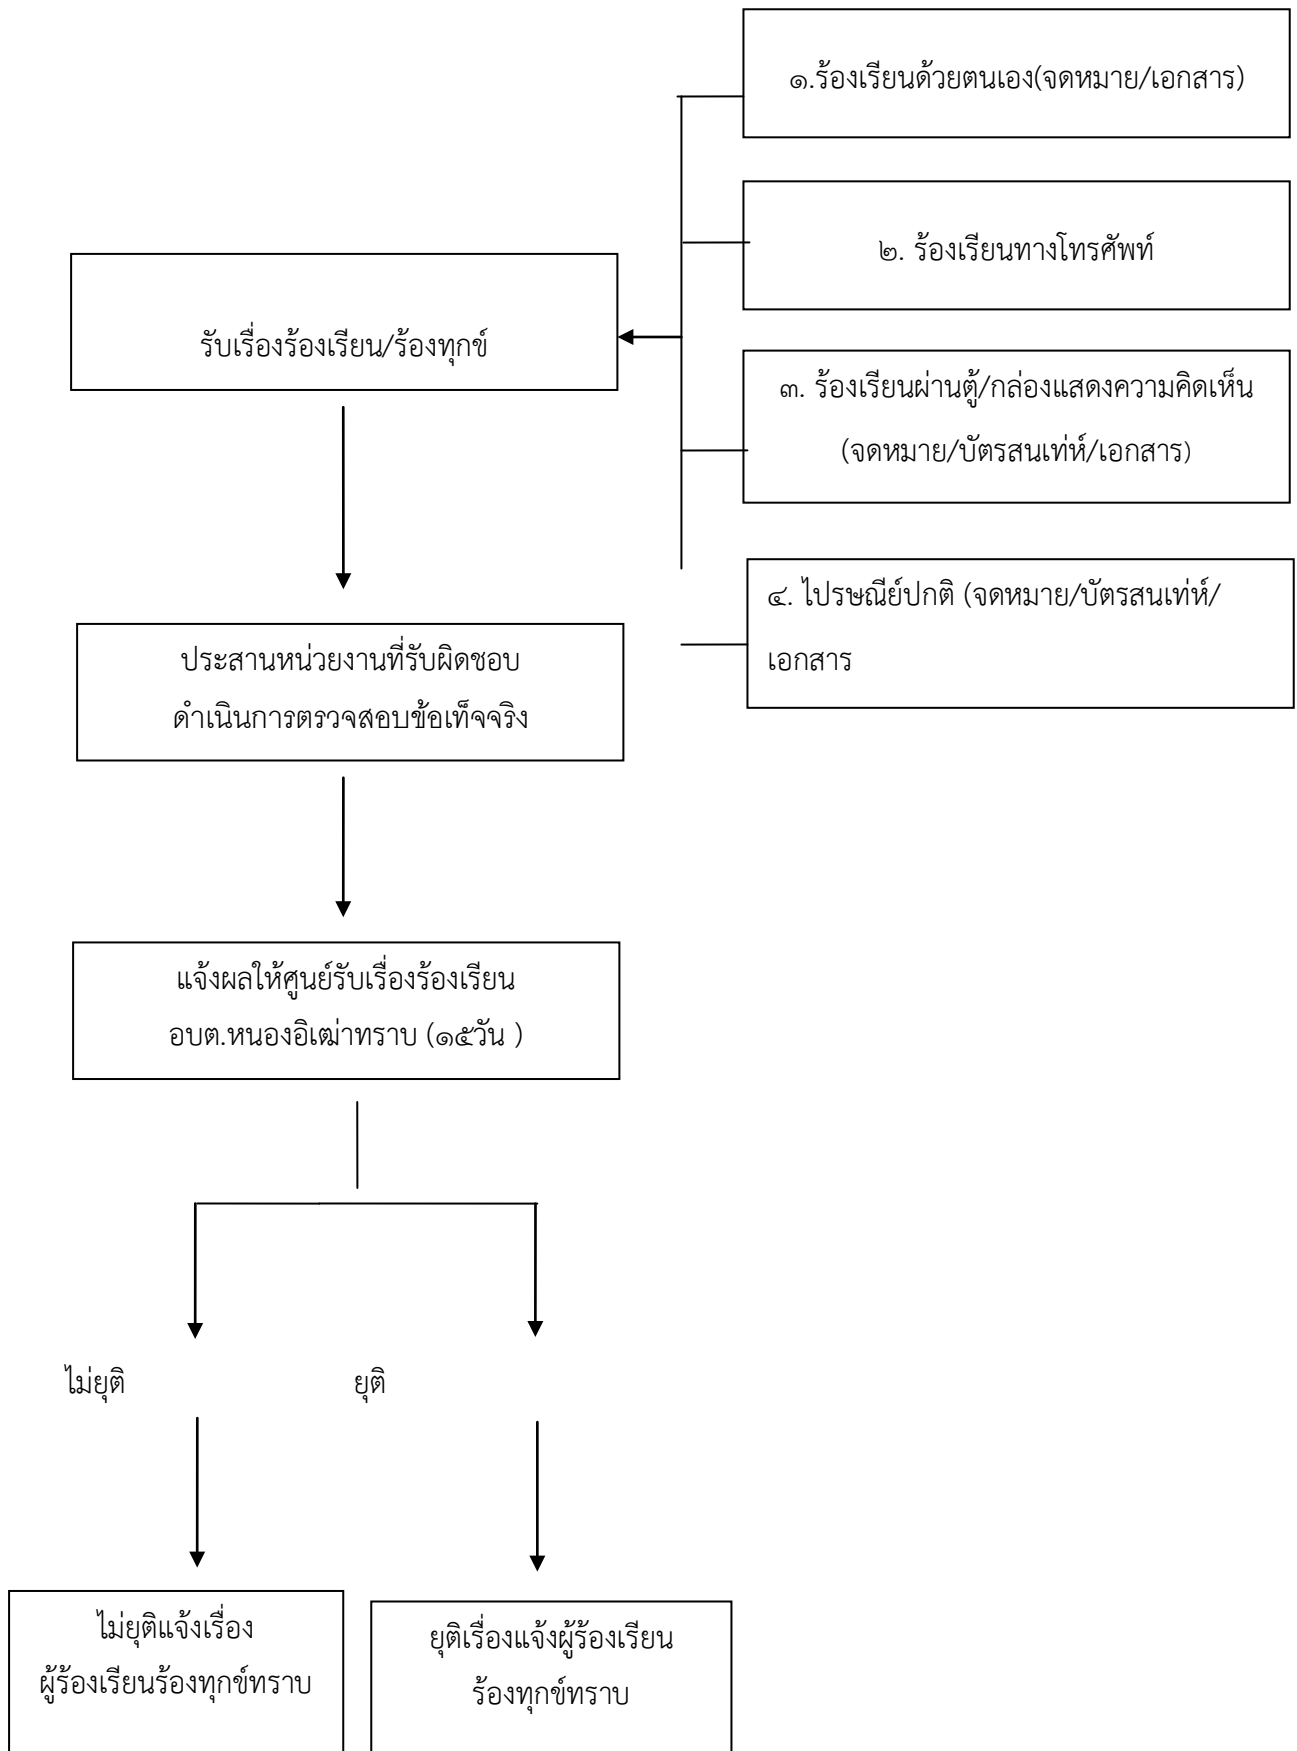 ๑.ร้องเรียนด้วยตนเอง(จดหมาย/เอกสาร)
๒. ร้องเรียนทางโทรศัพท์
รับเรื่องร้องเรียน/ร้องทุกข์
๓. ร้องเรียนผ่านตู้/กล่องแสดงความคิดเห็น
(จดหมาย/บัตรสนเท่ห์/เอกสาร)
๔. ไปรษณีย์ปกติ (จดหมาย/บัตรสนเท่ห์/
เอกสาร
ประสานหน่วยงานที่รับผิดชอบ
ดำเนินการตรวจสอบข้อเท็จจริง
แจ้งผลให้ศูนย์รับเรื่องร้องเรียน
อบต.หนองอิเฒ่าทราบ (๑๕วัน )
ไม่ยุติ
ยุติ
ไม่ยุติแจ้งเรื่อง
ผู้ร้องเรียนร้องทุกข์ทราบ
ยุติเรื่องแจ้งผู้ร้องเรียน
ร้องทุกข์ทราบ